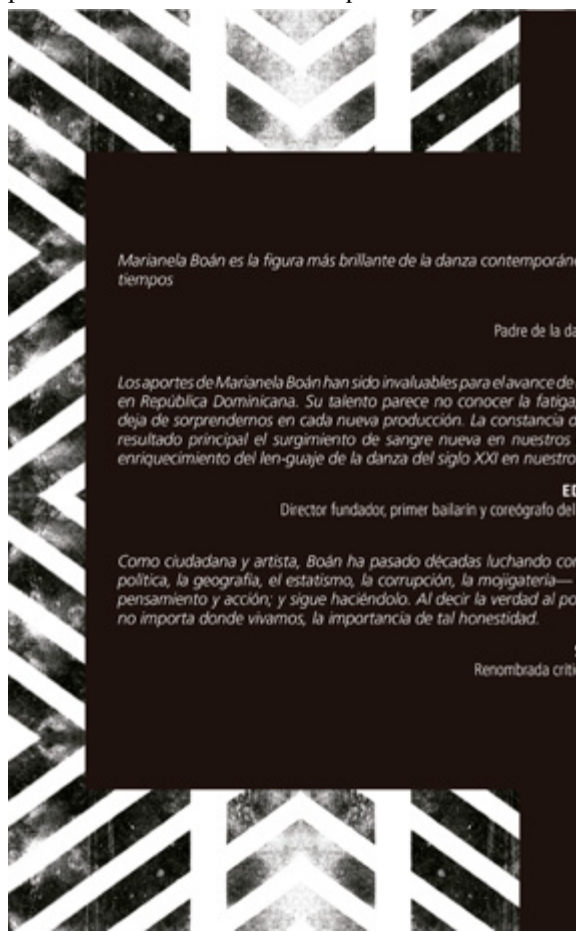 Marianela Boán es la figura más brillante de la danza contemporáne
tiempos
Padre de la da
Los aportes de Marianela Boán han sido invaluables para el avance de
en República Dominicana. Su talento parece no conocer la fatiga,
deja de sorprendernos en cada nueva producción. La constancia d
resultado principal el surgimiento de sangre nueva en nuestros
enriquecimiento del len-guaje de la danza del siglo XXI en nuestro
ED
Director fundador, primer bailarín y coreógrafo del
Como ciudadana y artista, Boán ha pasado décadas luchando con
política, la geografía, el estatismo, la corrupción, la mojigatería—
pensamiento y acción; y sigue haciéndolo. Al decir la verdad al po
no importa donde vivamos, la importancia de tal honestidad.
Renombrada críti